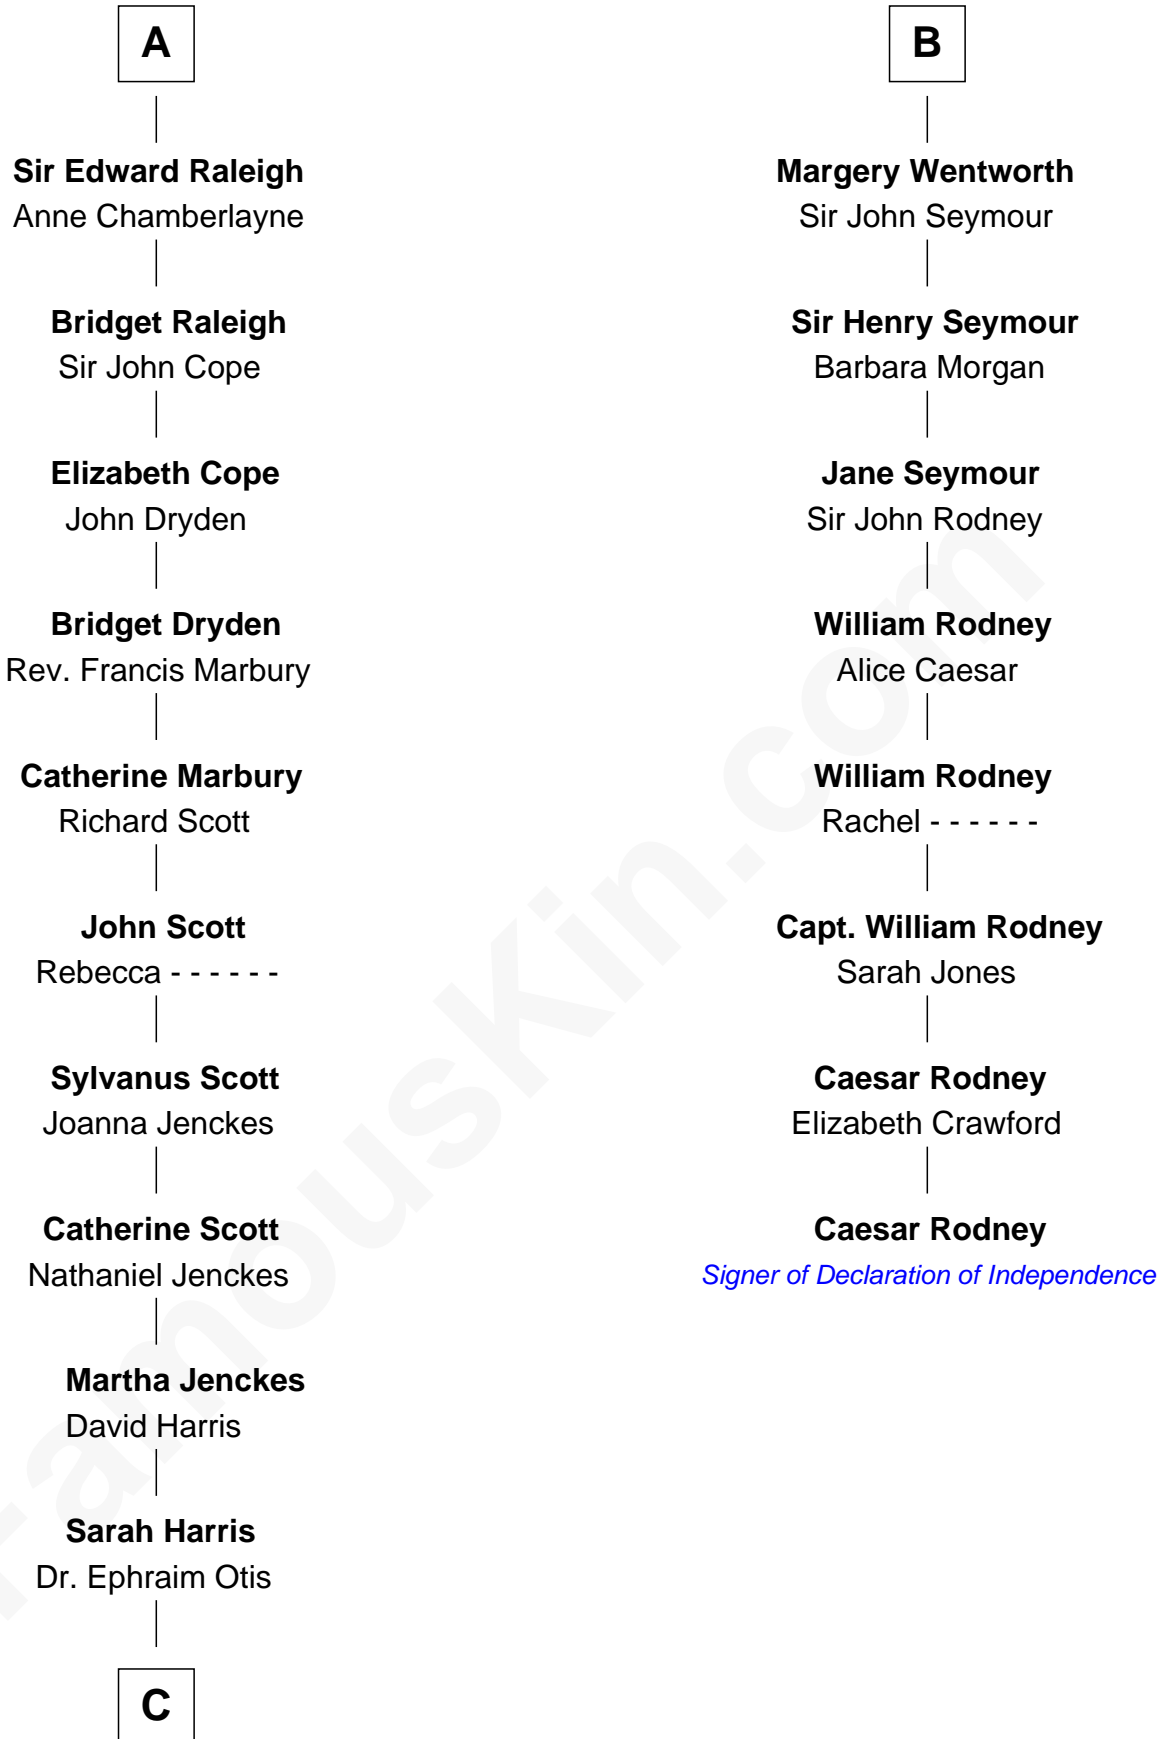 A
Sir Edward Raleigh
Anne Chamberlayne
Bridget Raleigh
Sir John Cope
Elizabeth Cope
John Dryden
Bridget Dryden
Rev. Francis Marbury
Catherine Marbury
Richard Scott
John Scott
Rebecca - - - - - -
Sylvanus Scott
Joanna Jenckes
Catherine Scott
Nathaniel Jenckes
Martha Jenckes
David Harris
Sarah Harris
Dr. Ephraim Otis
C
B
Margery Wentworth
Sir John Seymour
Sir Henry Seymour
Barbara Morgan
Jane Seymour
Sir John Rodney
William Rodney
Alice Caesar
William Rodney
Rachel - - - - - -
Capt. William Rodney
Sarah Jones
Caesar Rodney
Elizabeth Crawford
Caesar Rodney
Signer of Declaration of Independence
FamousKin.com